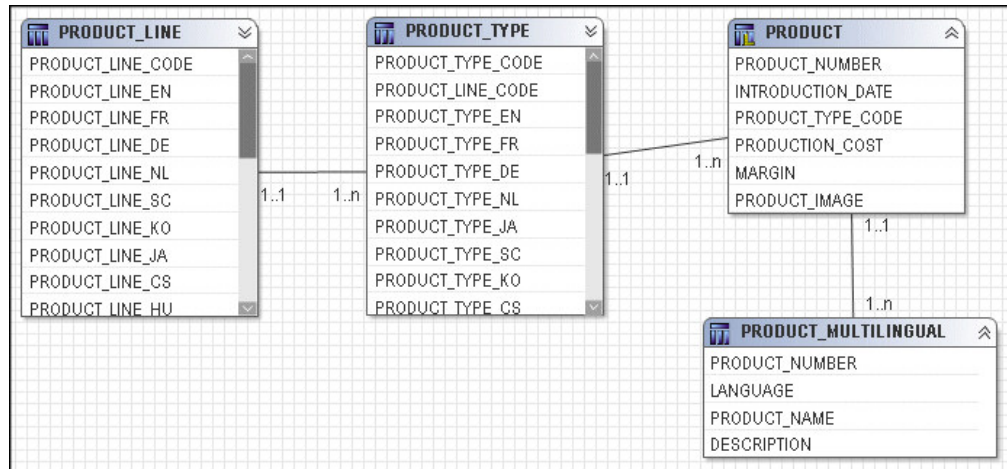 PRODUCT_LINE
PRODUCT_LINE_CODE
PRODUCT_LINE_EN
PRODUCT_LINE_FR
PRODUCT_LINE_DE
PRODUCT_LINE_NL
PRODUCT_LINE_SC
PRODUCT_LINE_KO
PRODUCT_LINE_JA
PRODUCT_LINE_CS
PRODUCT_LINE_HU
1..1
1..n
PRODUCT_TYPE
PRODUCT_TYPE_CODE
PRODUCT_LINE_CODE
PRODUCT_TYPE_EN
PRODUCT_TYPE_FR
PRODUCT_TYPE_DE
PRODUCT_TYPE_NL
PRODUCT_TYPE_JA
PRODUCT_TYPE_SC
PRODUCT_TYPE_KO
PRODUCT_TYPE_CS
1..1
1..n
PRODUCT
PRODUCT_NUMBER
INTRODUCTION_DATE
PRODUCT_TYPE_CODE
PRODUCTION_COST
MARGIN
PRODUCT_IMAGE
1..1
1..n
PRODUCT_MULTILINGUAL
PRODUCT_NUMBER
LANGUAGE
PRODUCT_NAME
DESCRIPTION